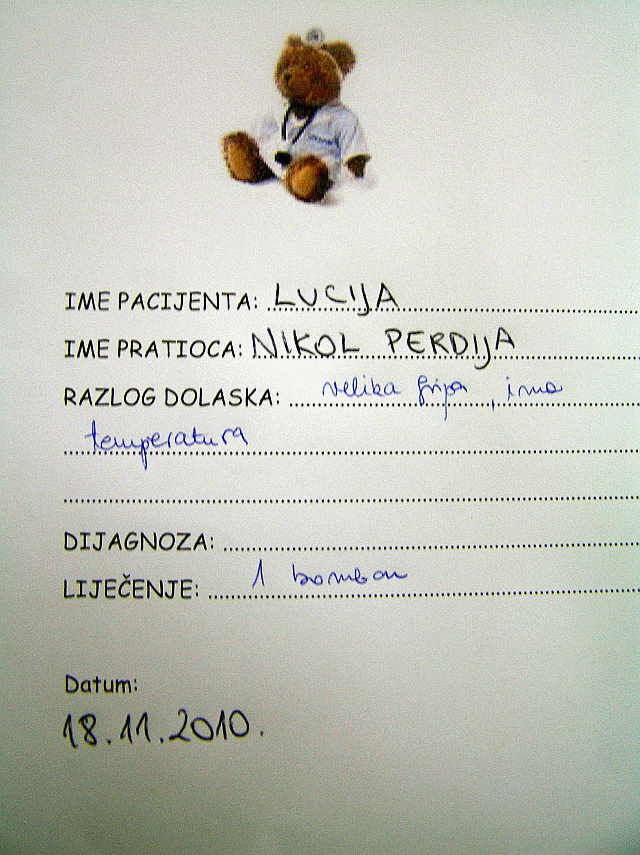 IME PACIJENTA: LUCIJA
IME PRATIOCA: NIKOL PERDIJA
RAZLOG DOLASKA: velika gripa, ima
temperatura
DIJAGNOZA:
LIJEČENJE: 1 bombon
Datum:
18.11.2010.